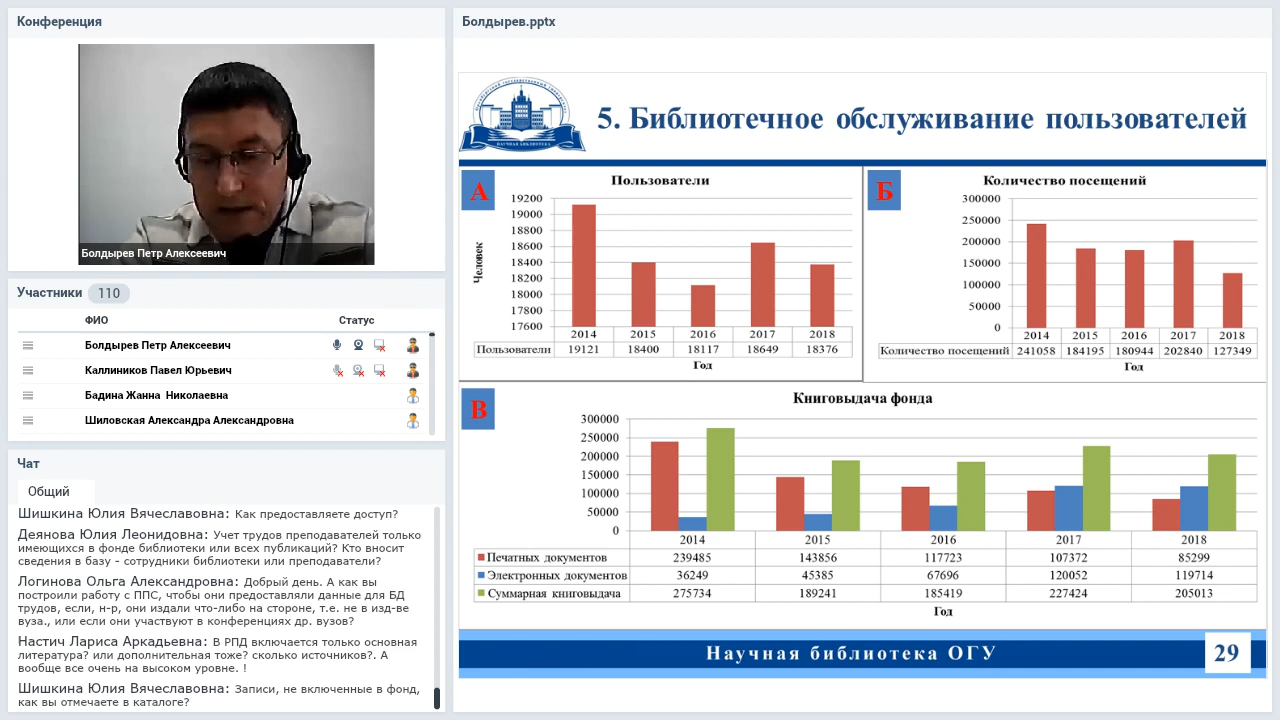 Конференция
Болдырев Петр Алексеевич
Участники 110
ФИО Статус
Болдырев Петр Алексеевич
Каллиников Павел Юрьевич
Бадина Жанна Николаевна
Шиловская Александра Александровна
Чат
Общий
Шишкина Юлия Вячеславовна: Как предоставляете доступ?
Деянова Юлия Леонидовна: Учет трудов преподавателей только
имеющихся в фонде библиотеки или всех публикаций? Кто вносит
сведения в базу - сотрудники библиотеки или преподаватели?
Логинова Ольга Александровна: Добрый день. А как вы
построили работу с ППС, чтобы они предоставляли данные для БД
трудов, если, н-р, они издали что-либо на стороне, т.е. не в изд-ве
вуза., или если они участвуют в конференциях др. вузов?
Настич Лариса Аркадьевна: В РПД включается только основная
литература? или дополнительная тоже? сколько источников?. А
вообще все очень на высоком уровне. !
Шишкина Юлия Вячеславовна: Записи, не включенные в фонд,
как вы отмечаете в каталоге?
Болдырев.pptx
НАУЧНАЯ БИБЛИОТЕКА
5. Библиотечное обслуживание пользователей
А
Пользователи
Человек
19200
19000
18800
18600
18400
18200
18000
17800
17600
2014 2015 2016 2017 2018
Пользователи 19121 18400 18117 18649 18376
Год
Б
Количество посещений
300000
250000
200000
150000
100000
50000
0
2014 2015 2016 2017 2018
Количество посещений 241058 184195 180944 202840 127349
Год
В
Книговыдача фонда
300000
250000
200000
150000
100000
50000
0
2014 2015 2016 2017 2018
Печатных документов 239485 143856 117723 107372 85299
Электронных документов 36249 45385 67696 120052 119714
Суммарная книговыдача 275734 189241 185419 227424 205013
Год
Научная библиотека ОГУ
29